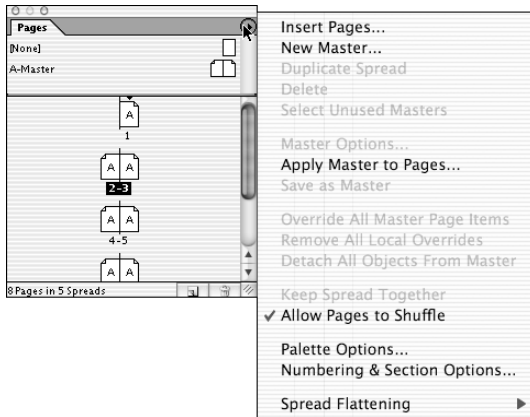 Pages
[None]
A-Master
A
1
A A
2-3
A A
4-5
A A
8 Pages in 5 Spreads
Insert Pages...
New Master...
Duplicate Spread
Delete
Select Unused Masters
Master Options...
Apply Master to Pages...
Save as Master
Override All Master Page Items
Remove All Local Overrides
Detach All Objects From Master
Keep Spread Together
✓ Allow Pages to Shuffle
Palette Options...
Numbering & Section Options...
Spread Flattening